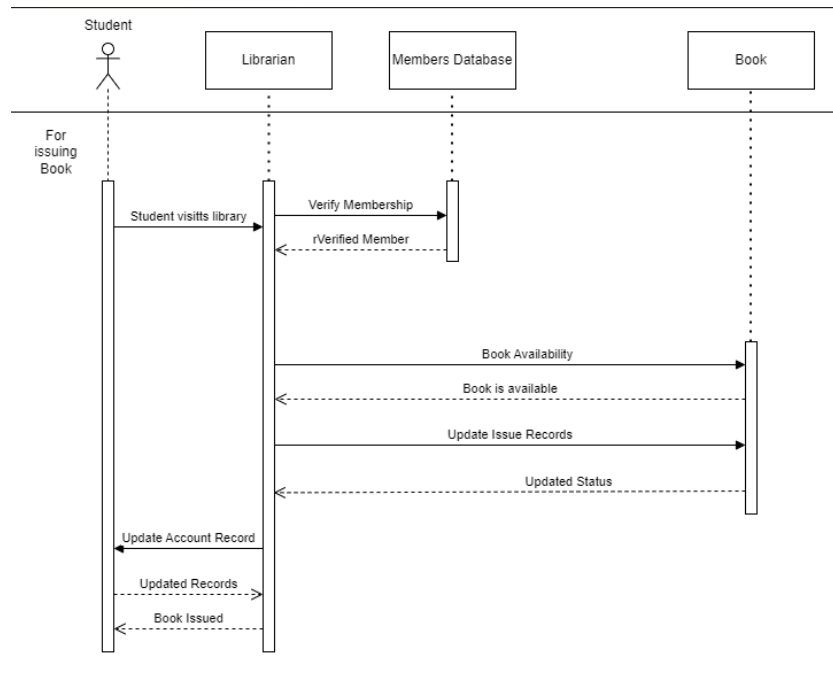 Student
Librarian
Members Database
Book
For
issuing
Book
Verify Membership
Student visitts library
rVerified Member
Book Availability
Book is available
Update Issue Records
Updated Status
Update Account Record
Updated Records
Book Issued